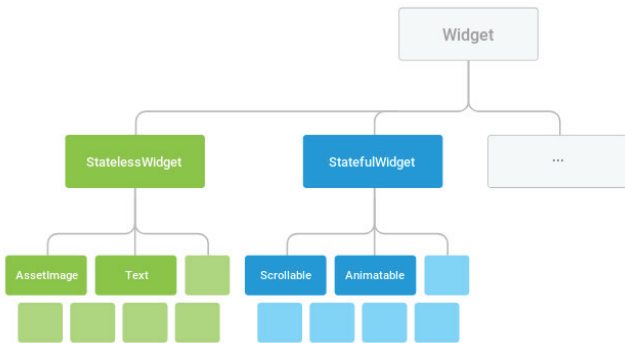 Widget
StatelessWidget
StatefulWidget
...
AssetImage
Text
Scrollable
Animatable